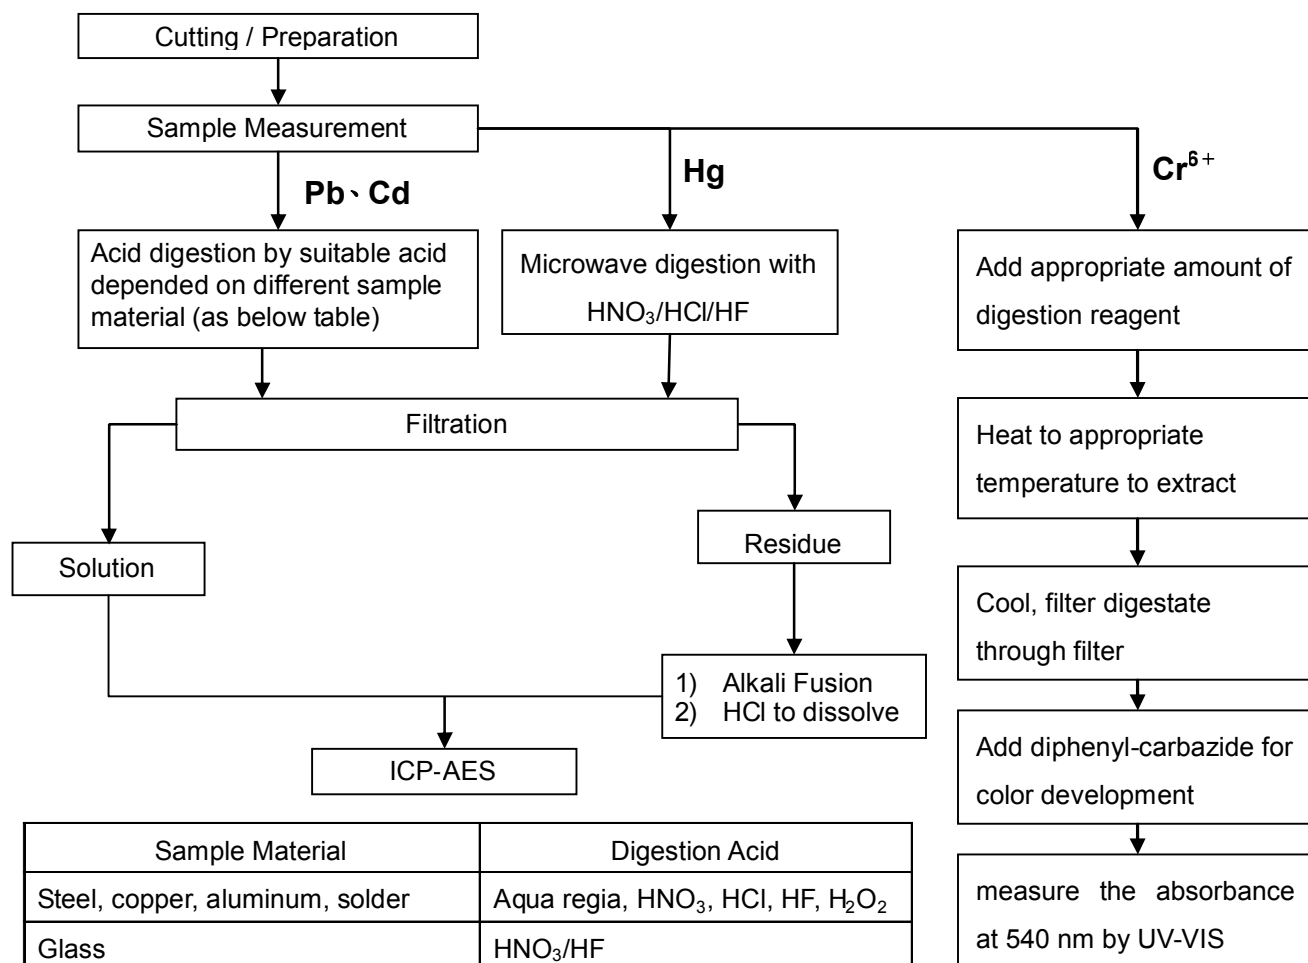 Cutting / Preparation
Sample Measurement
Pb、Cd
Hg
Cr⁶⁺
Acid digestion by suitable acid
depended on different sample
material (as below table)
Microwave digestion with
HNO₃/HCl/HF
Add appropriate amount of
digestion reagent
Filtration
Heat to appropriate
temperature to extract
Solution
Residue
Cool, filter digestate
through filter
1) Alkali Fusion
2) HCl to dissolve
ICP-AES
Add diphenyl-carbazide for
color development
measure the absorbance
at 540 nm by UV-VIS
Sample Material
Digestion Acid
Steel, copper, aluminum, solder
Aqua regia, HNO₃, HCl, HF, H₂O₂
Glass
HNO₃/HF